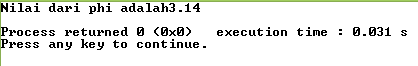 Nilai dari phi adalah3.14
Process returned 0 (0x0)   execution time : 0.031 s
Press any key to continue.